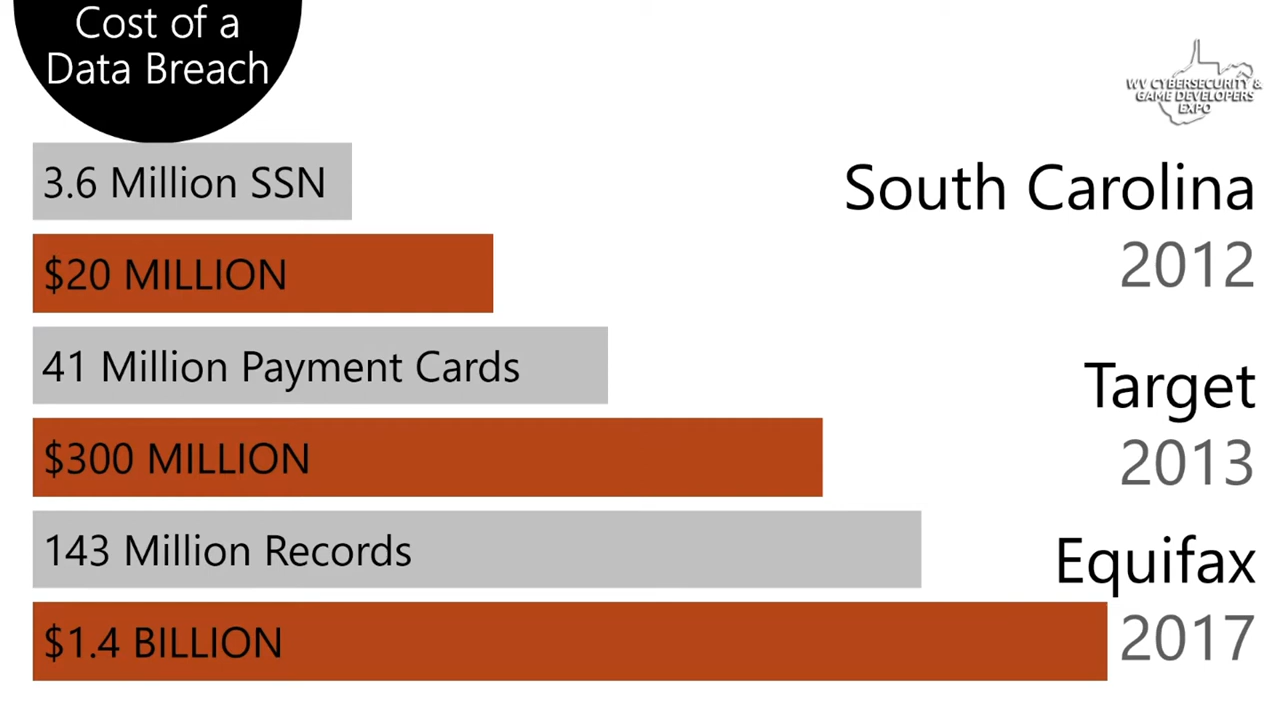 Cost of a
Data Breach
WV CYBERSECURITY &
GAME DEVELOPERS
EXPO
3.6 Million SSN
$20 MILLION
South Carolina
2012
41 Million Payment Cards
$300 MILLION
Target
2013
143 Million Records
$1.4 BILLION
Equifax
2017